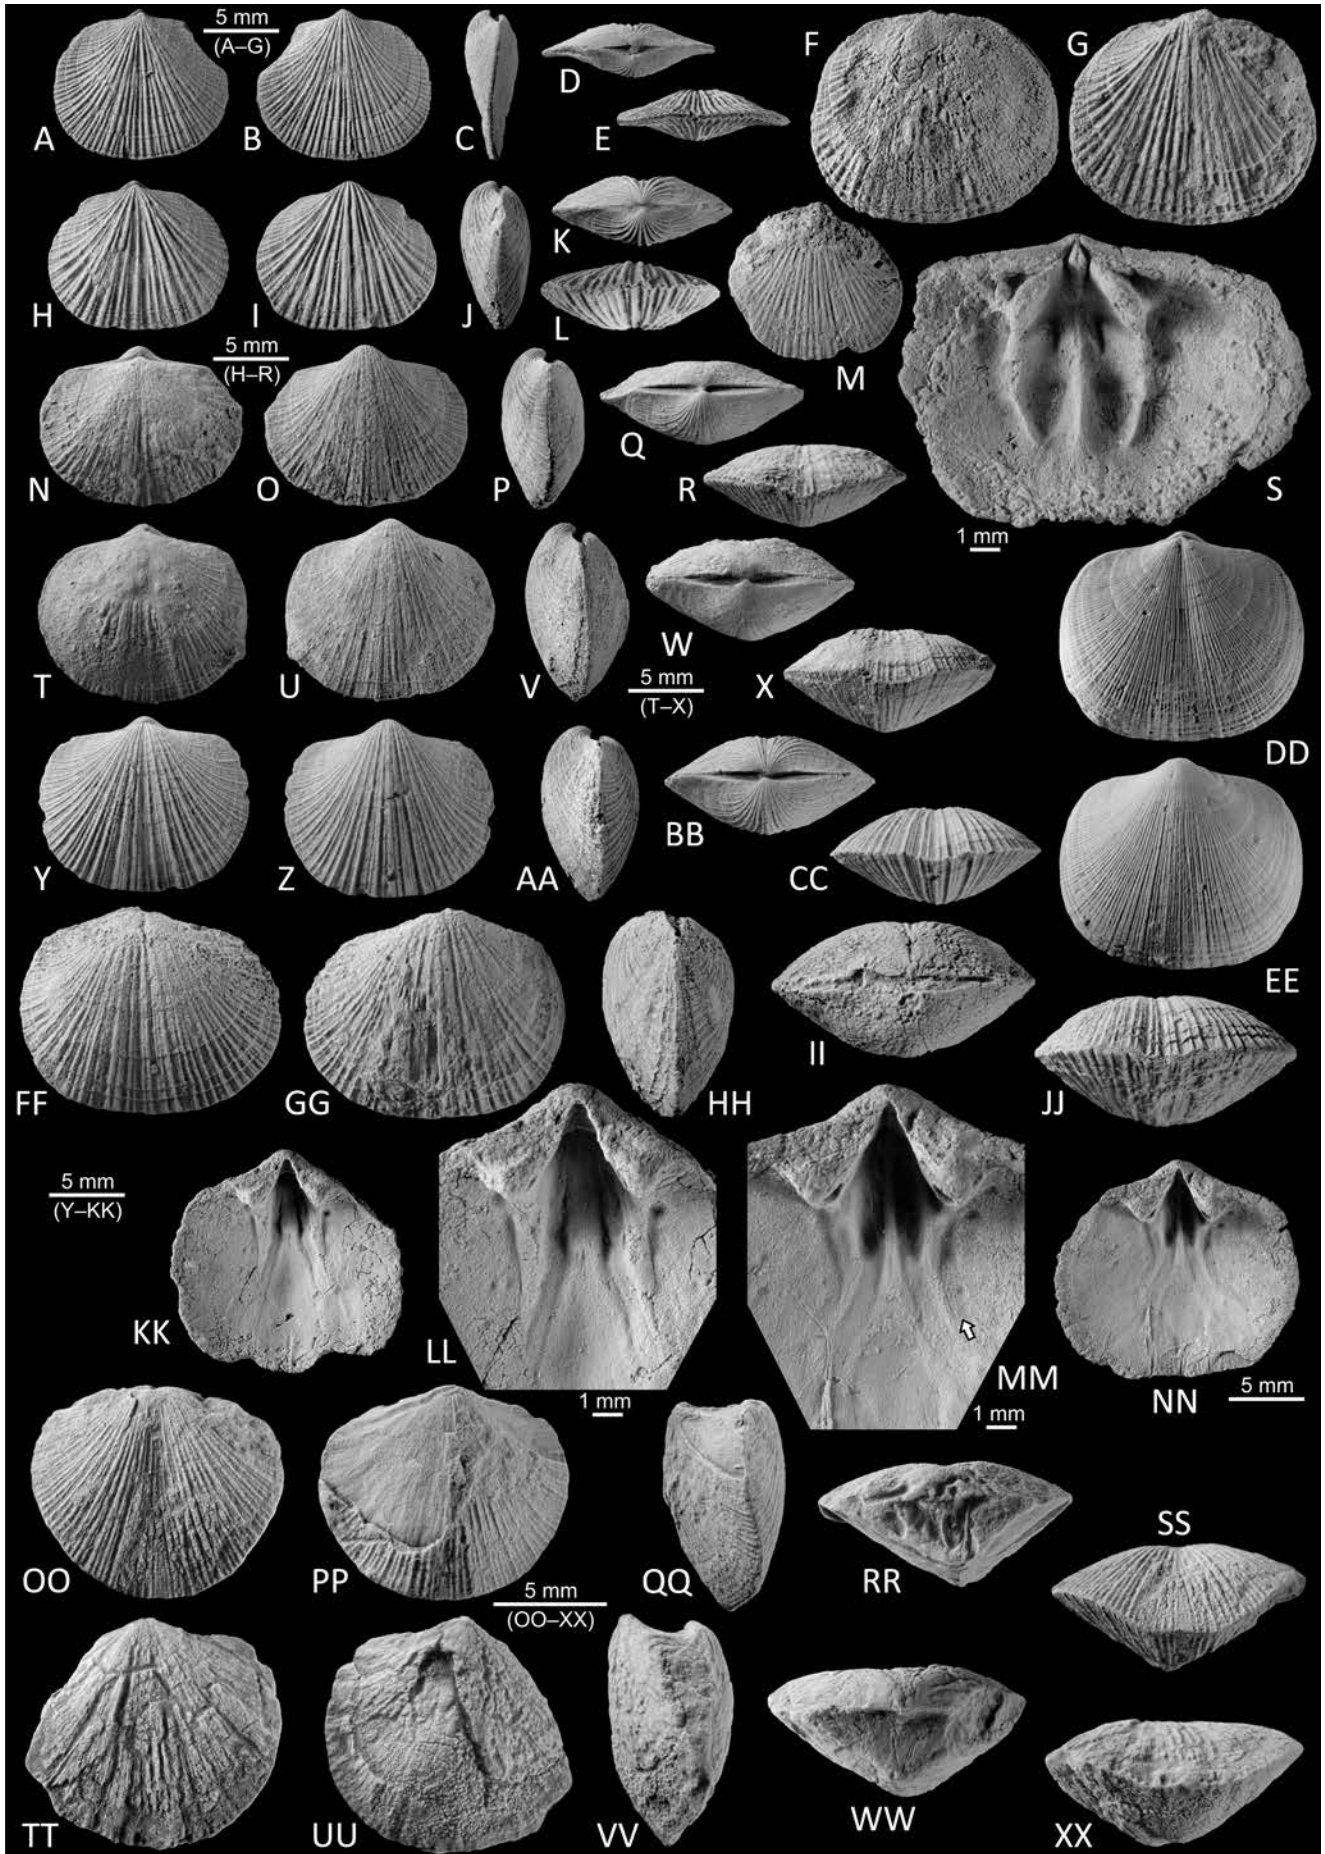 5 mm
(A–G)
A
B
C
D
E
F
G
H
I
J
K
L
M
5 mm
(H–R)
N
O
P
Q
R
S
1 mm
T
U
V
W
X
5 mm
(T–X)
DD
Y
Z
AA
BB
CC
EE
FF
GG
HH
II
JJ
5 mm
(Y–KK)
KK
LL
1 mm
MM
1 mm
NN
5 mm
OO
PP
QQ
RR
SS
5 mm
(OO–XX)
TT
UU
VV
WW
XX